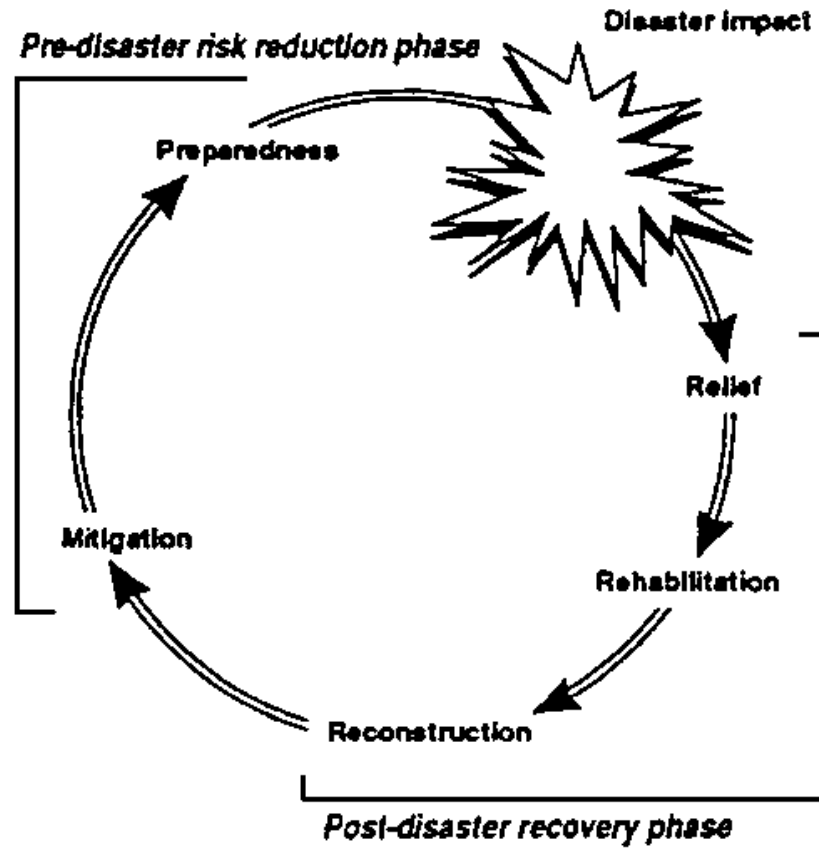 Disaster impact
Pre-disaster risk reduction phase
Preparedness
Relief
Mitigation
Rehabilitation
Reconstruction
Post-disaster recovery phase